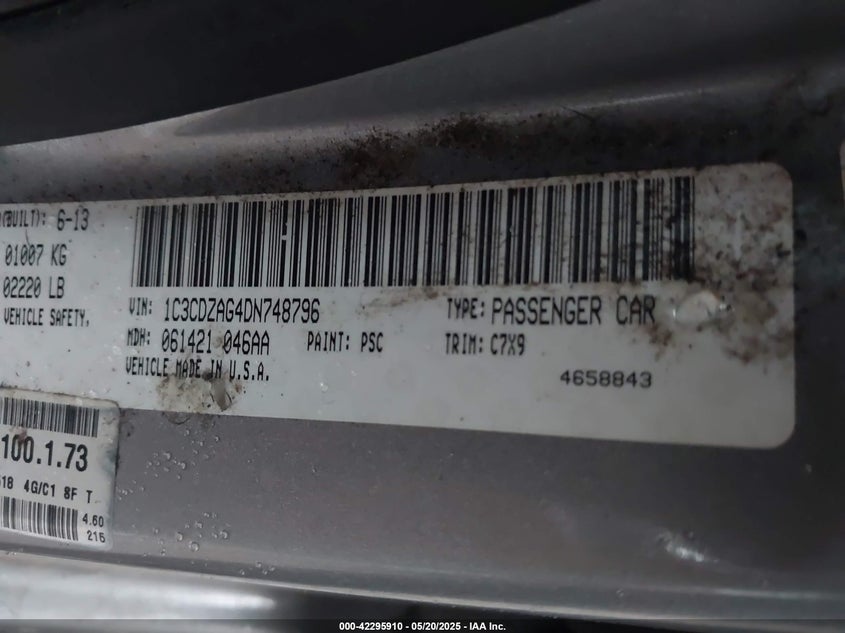 (BUILT): 6-13
01007 KG
02220 LB
VEHICLE SAFETY,
VIN: 1C3CDZAG4DN748796 TYPE: PASSENGER CAR
MDH: 061421 046AA PAINT: PSC TRIM: C7X9
VEHICLE MADE IN U.S.A.
4658843
100.1.73
518 4G/C1 8F T
4.60
216
000-42295910 - 05/20/2025 - IAA Inc.